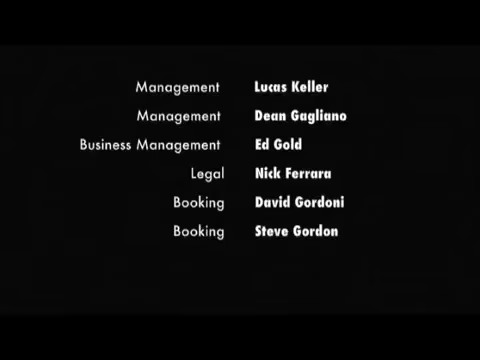 Management Lucas Keller
Management Dean Gagliano
Business Management Ed Gold
Legal Nick Ferrara
Booking David Gordoni
Booking Steve Gordon